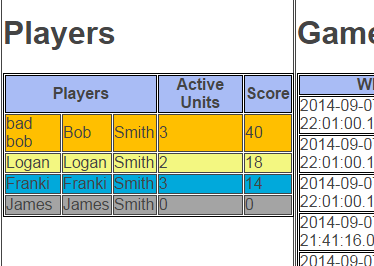 Players
Players Active Units Score
bad bob Bob Smith 3 40
Logan Logan Smith 2 18
Franki Franki Smith 3 14
James James Smith 0 0
Game
W
2014-09-0
22:01:00.1
2014-09-0
22:01:00.1
2014-09-0
22:01:00.1
2014-09-0
21:41:16.0
2014-09-0